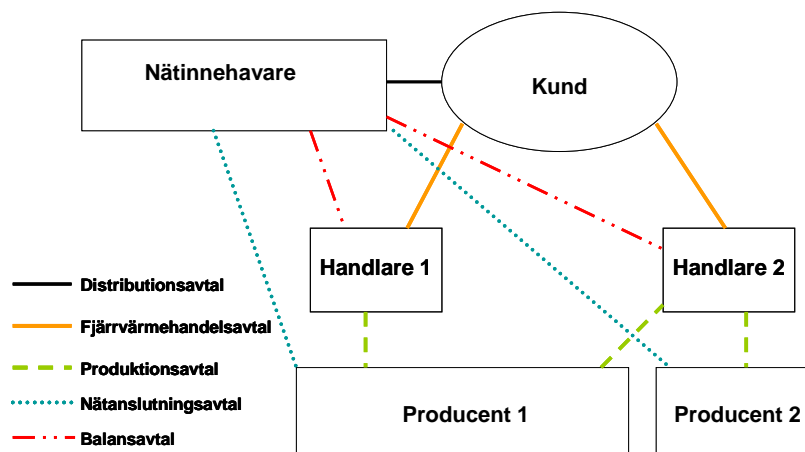 Nätinnehavare
Kund
Handlare 1
Handlare 2
Distributionsavtal
Fjärrvärmehandelsavtal
Produktionsavtal
Nätanslutningsavtal
Balansavtal
Producent 1
Producent 2